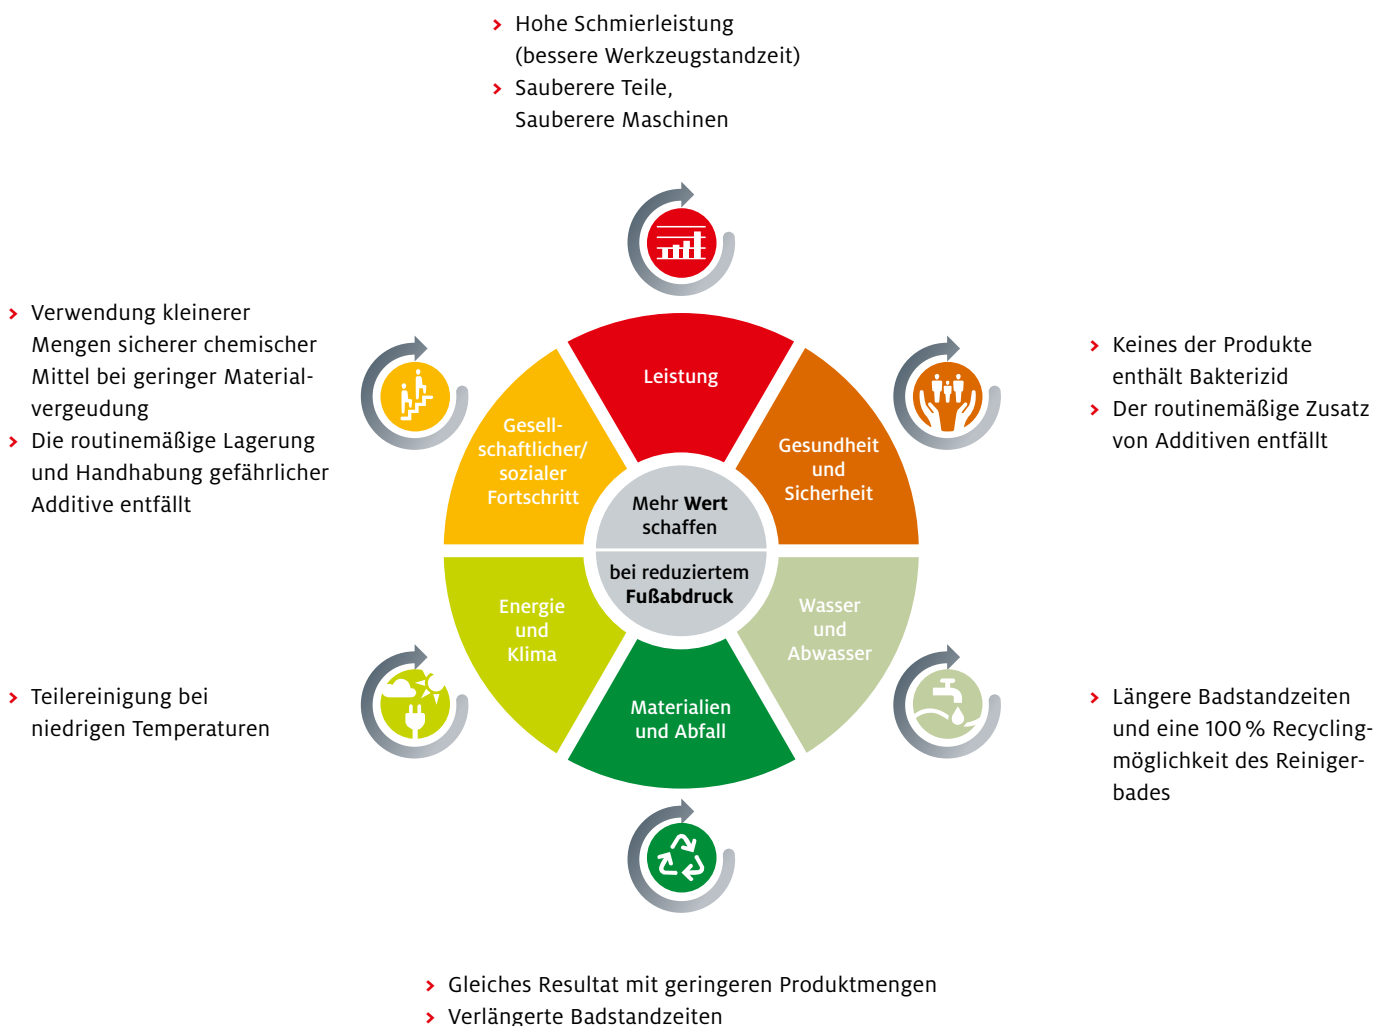 Hohe Schmierleistung
(bessere Werkzeugstandzeit)
Sauberere Teile,
Sauberere Maschinen
Verwendung kleinerer
Mengen sicherer chemischer
Mittel bei geringer Material-
vergeudung
Die routinemäßige Lagerung
und Handhabung gefährlicher
Additive entfällt
Keines der Produkte
enthält Bakterizid
Der routinemäßige Zusatz
von Additiven entfällt
Leistung
Gesell-
schaftlicher/
sozialer
Fortschritt
Gesundheit
und
Sicherheit
Mehr Wert
schaffen
bei reduziertem
Fußabdruck
Energie
und
Klima
Wasser
und
Abwasser
Materialien
und Abfall
Teilereinigung bei
niedrigen Temperaturen
Längere Badstandzeiten
und eine 100 % Recycling-
möglichkeit des Reiniger-
bades
Gleiches Resultat mit geringeren Produktmengen
Verlängerte Badstandzeiten